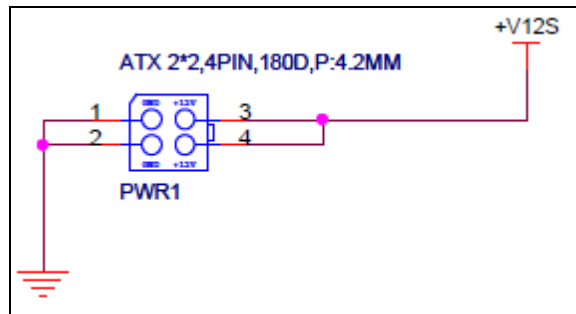 +V12S
ATX 2*2,4PIN,180D,P:4.2MM
GND +12V
1 3
2 4
GND +12V
PWR1